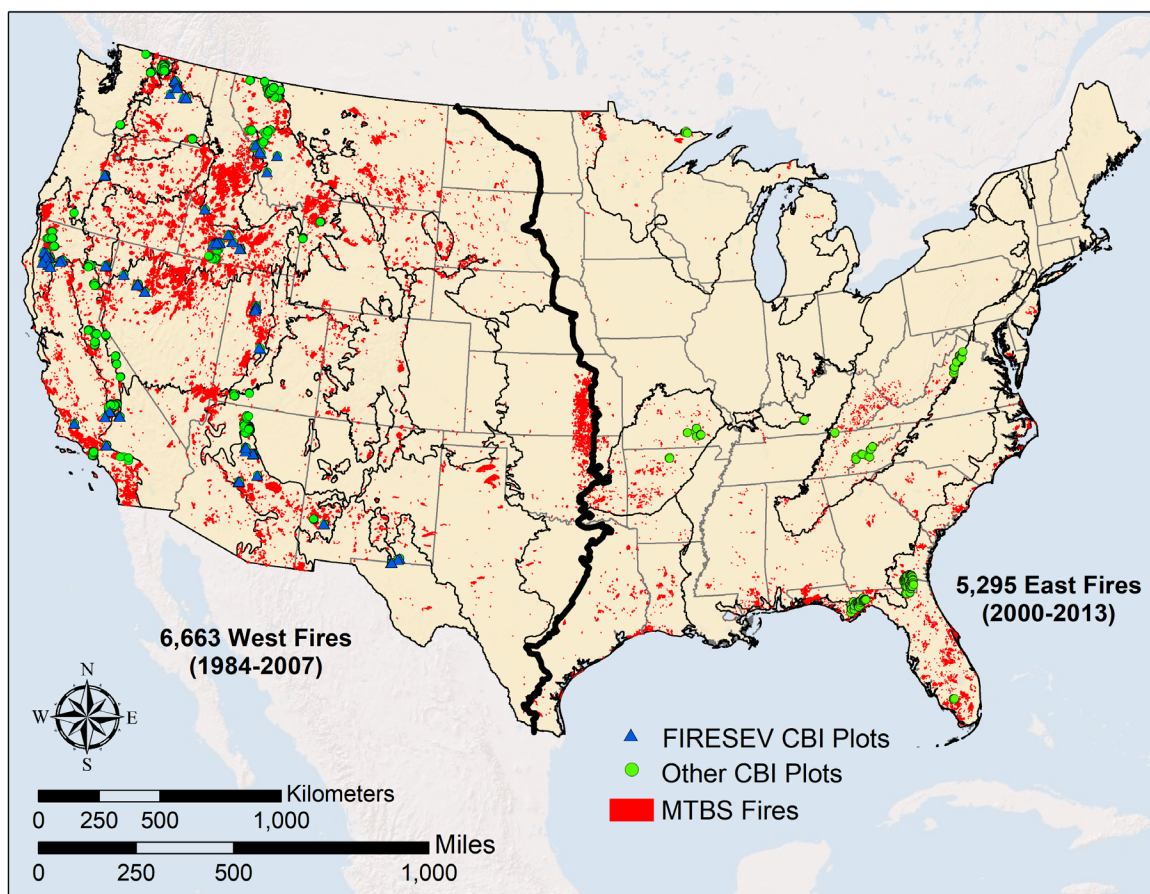 5,295 East Fires
(2000-2013)
6,663 West Fires
(1984-2007)
N
W E
S
FIRESEV CBI Plots
Other CBI Plots
MTBS Fires
Kilometers
0 250 500 1,000
Miles
0 250 500 1,000